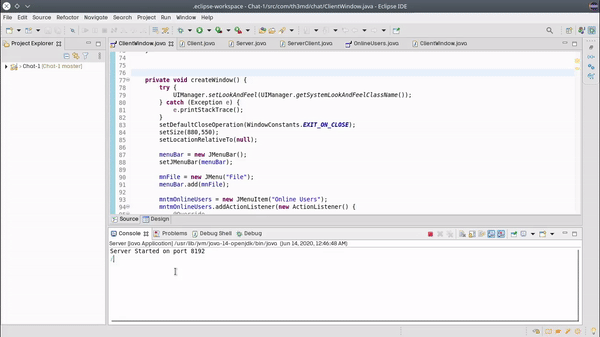 .eclipse-workspace - Chat-1/src/com/th3md/chat/ClientWindow.java - Eclipse IDE
File Edit Source Refactor Navigate Search Project Run Window Help
Project Explorer
ClientWindow.java Client.java Server.java ServerClient.java OnlineUsers.java ClientWindow.java
Chat-1 [Chat-1 master]
74
75
76
77 private void createWindow() {
78 try {
79 UIManager.setLookAndFeel(UIManager.getSystemLookAndFeelClassName());
80 } catch (Exception e) {
81 e.printStackTrace();
82 }
83 setDefaultCloseOperation(WindowConstants.EXIT_ON_CLOSE);
84 setSize(880,550);
85 setLocationRelativeTo(null);
86
87 menuBar = new JMenuBar();
88 setJMenuBar(menuBar);
89
90 mnFile = new JMenu("File");
91 menuBar.add(mnFile);
92
93 mntmOnlineUsers = new JMenuItem("Online Users");
94 mntmOnlineUsers.addActionListener(new ActionListener() {
95 @Override
Source Design
Console Problems Debug Shell Debug
Server [Java Application] /usr/lib/jvm/java-14-openjdk/bin/java (Jun 14, 2020, 12:46:48 AM)
Server Started on port 8192